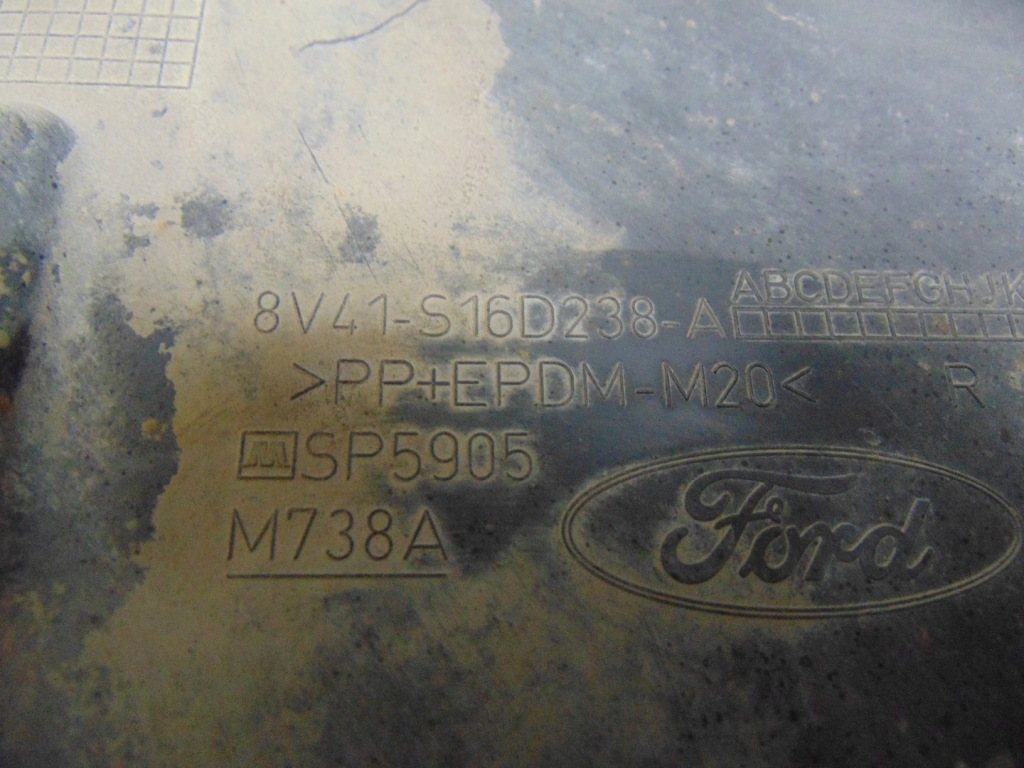 ABCDEFGHJK
8V41-S16D238-A
>PP+EPDM-M20< R
SP5905
M738A
Ford